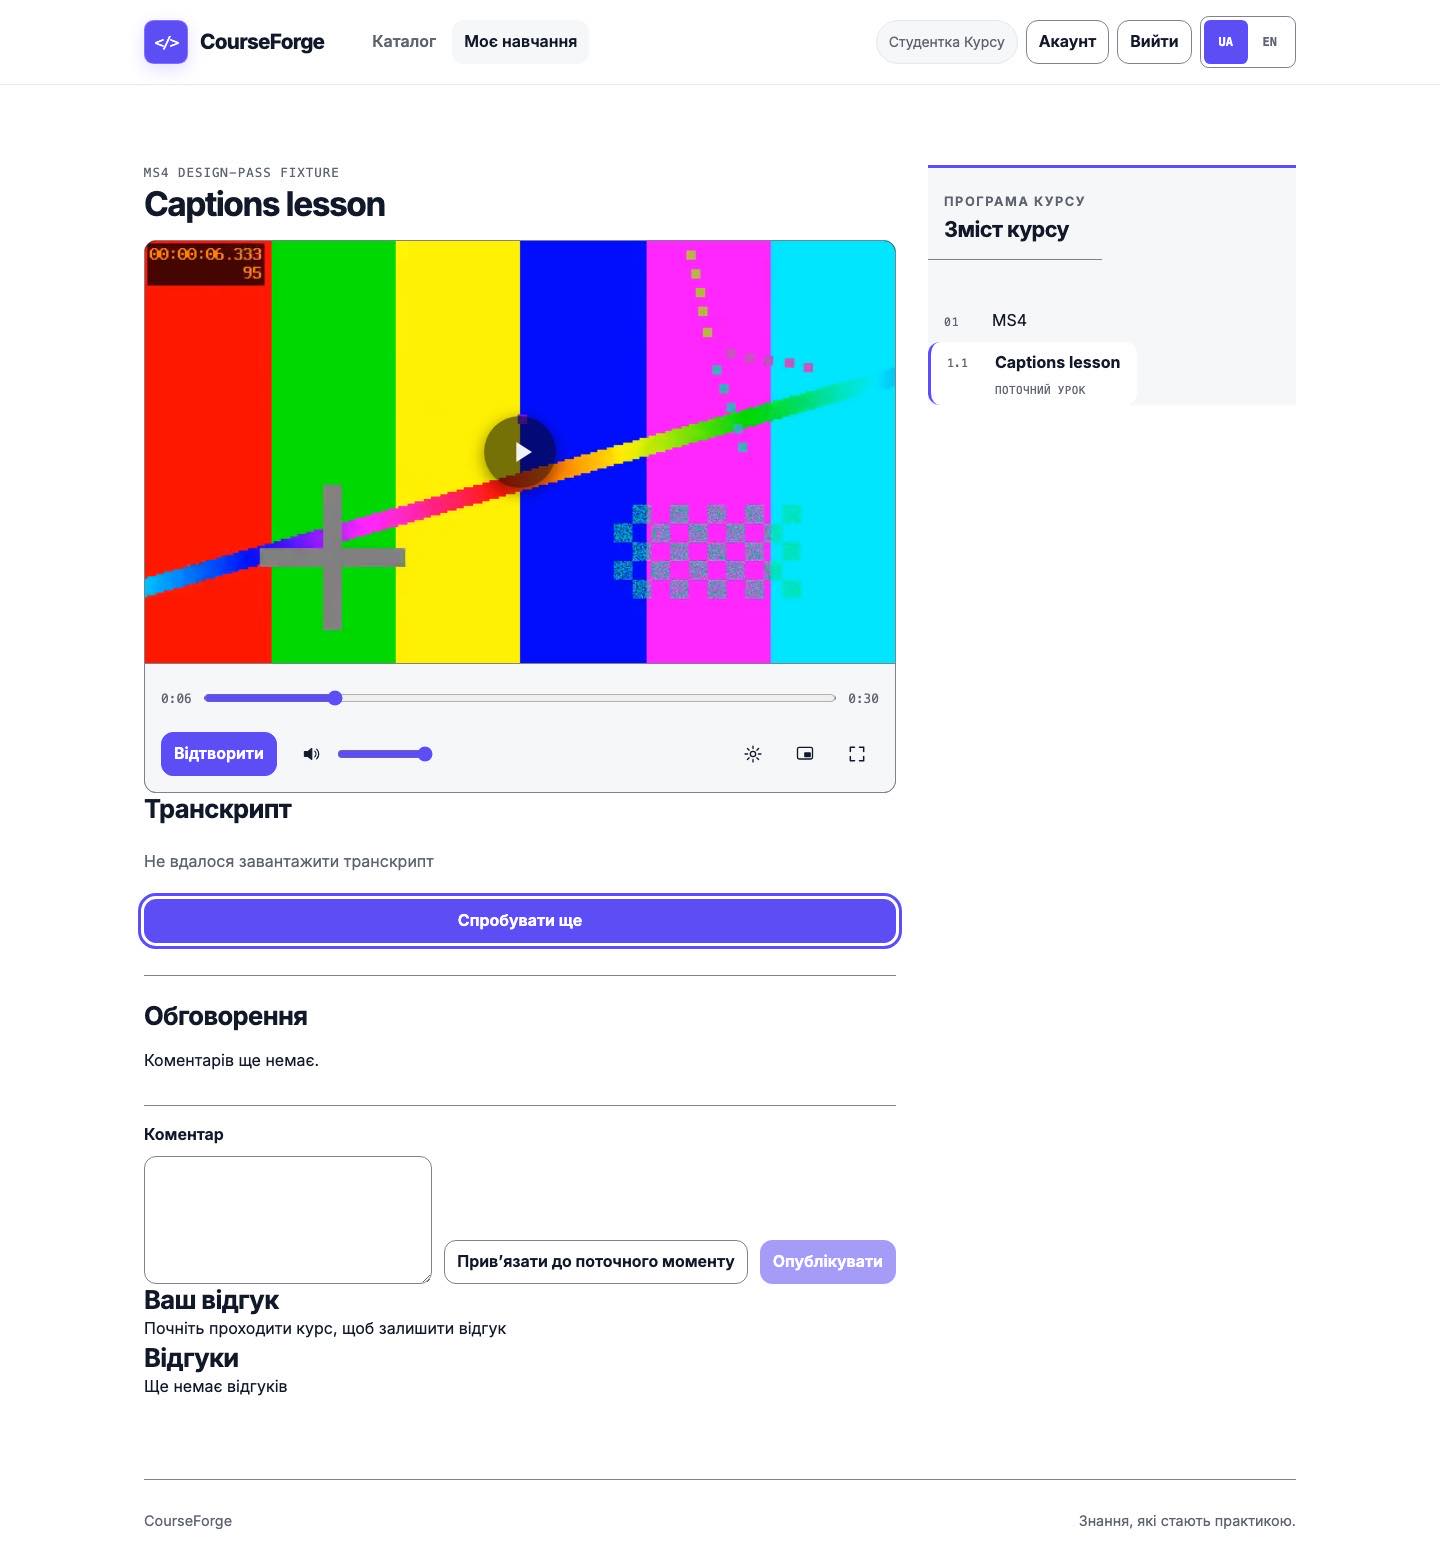 </> CourseForge Каталог Моє навчання Студентка Курсу Акаунт Вийти UA EN
MS4 DESIGN-PASS FIXTURE
Captions lesson
00:00:06.333
95
0:06 0:30
Відтворити
Транскрипт
Не вдалося завантажити транскрипт
Спробувати ще
Обговорення
Коментарів ще немає.
Коментар
Прив’язати до поточного моменту Опублікувати
Ваш відгук
Почніть проходити курс, щоб залишити відгук
Відгуки
Ще немає відгуків
ПРОГРАМА КУРСУ
Зміст курсу
01 MS4
1.1 Captions lesson
ПОТОЧНИЙ УРОК
CourseForge Знання, які стають практикою.